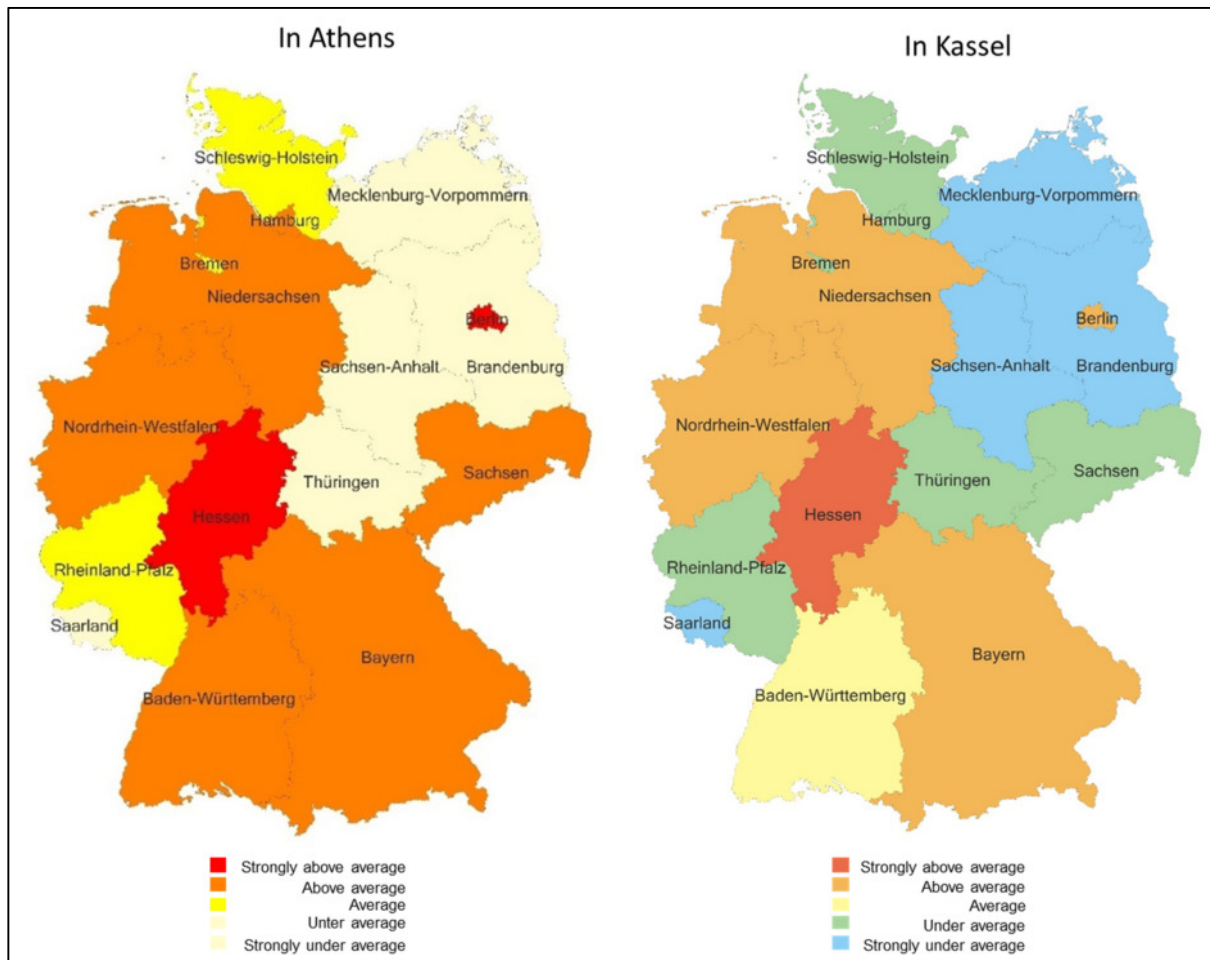 In Athens
Schleswig-Holstein
Mecklenburg-Vorpommern
Hamburg
Bremen
Niedersachsen
Berlin
Sachsen-Anhalt
Brandenburg
Nordrhein-Westfalen
Sachsen
Thüringen
Hessen
Rheinland-Pfalz
Saarland
Bayern
Baden-Württemberg
Strongly above average
Above average
Average
Unter average
Strongly under average
In Kassel
Schleswig-Holstein
Mecklenburg-Vorpommern
Hamburg
Bremen
Niedersachsen
Berlin
Sachsen-Anhalt
Brandenburg
Nordrhein-Westfalen
Sachsen
Thüringen
Hessen
Rheinland-Pfalz
Saarland
Bayern
Baden-Württemberg
Strongly above average
Above average
Average
Under average
Strongly under average